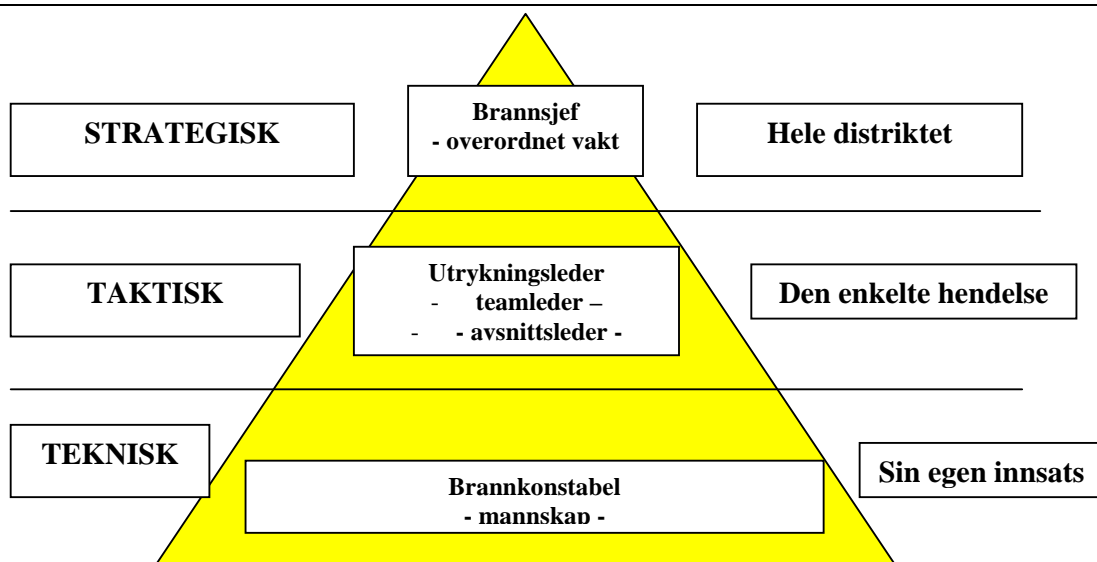 STRATEGISK
Brannsjef
- overordnet vakt
Hele distriktet
TAKTISK
Utrykningsleder
- teamleder –
- - avsnittsleder -
Den enkelte hendelse
TEKNISK
Brannkonstabel
- mannskap -
Sin egen innsats